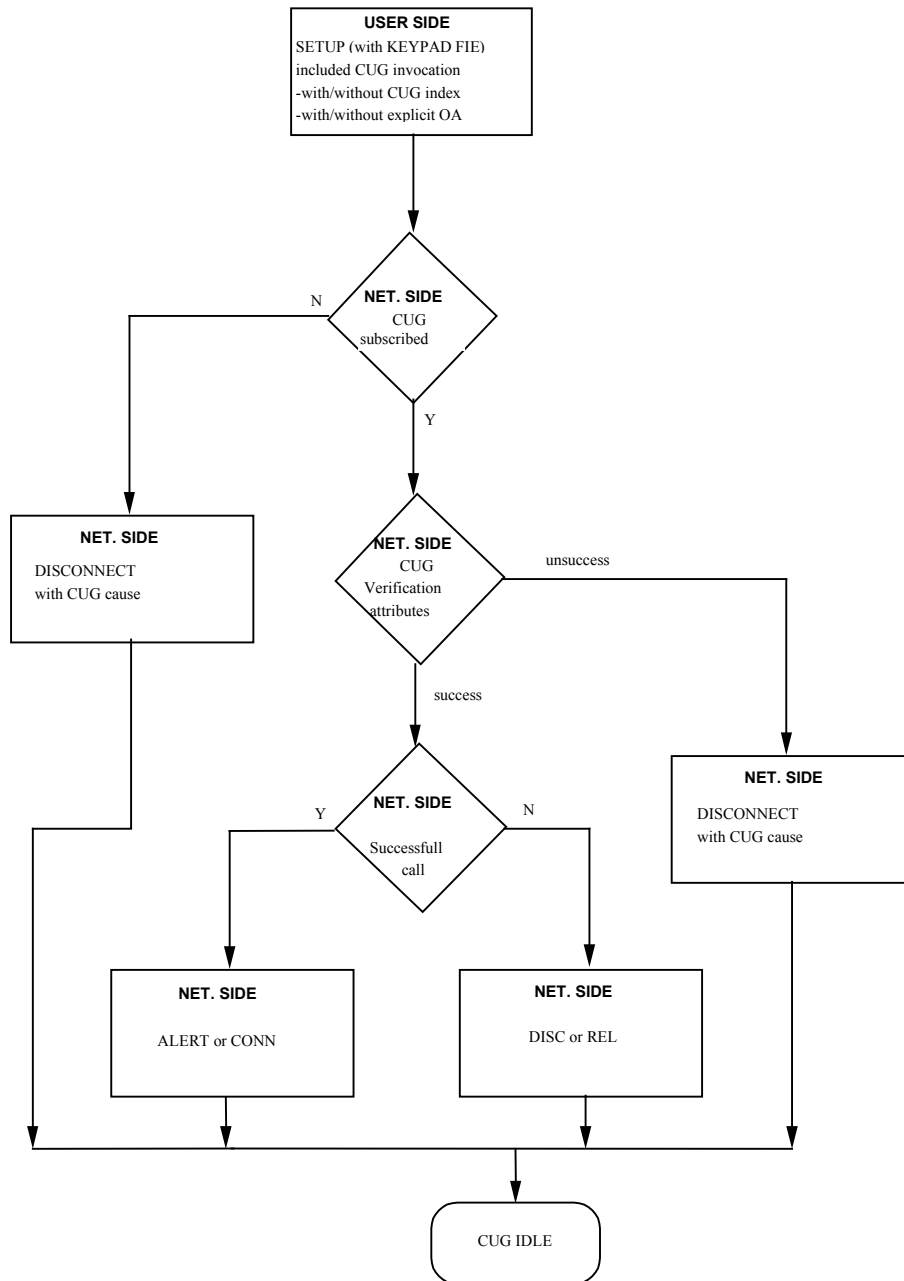 USER SIDE
SETUP (with KEYPAD FIE)
included CUG invocation
-with/without CUG index
-with/without explicit OA
N
NET. SIDE
CUG
subscribed
Y
NET. SIDE
DISCONNECT
with CUG cause
NET. SIDE
CUG
Verification
attributes
unsuccess
success
NET. SIDE
DISCONNECT
with CUG cause
Y
NET. SIDE
Successfull
call
N
NET. SIDE
ALERT or CONN
NET. SIDE
DISC or REL
CUG IDLE